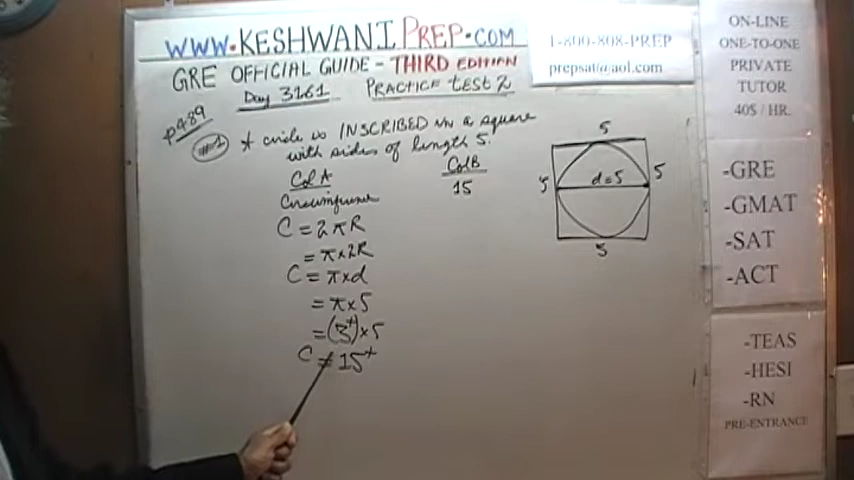 WWW.KESHWANIPREP.COM
1-800-808-PREP
prepsat@aol.com
GRE OFFICIAL GUIDE - THIRD EDITION
Day 3161 PRACTICE TEST 2
P489
#1 A circle is INSCRIBED in a square
with sides of length 5.
Col A
Col B
Circumference
15
C = 2πR
= π×2R
C = π×d
= π×5
= (3+)×5
C = 15+
5
5
d=5
5
5
ON-LINE
ONE-TO-ONE
PRIVATE
TUTOR
40$ / HR.
-GRE
-GMAT
-SAT
-ACT
-TEAS
-HESI
-RN
PRE-ENTRANCE